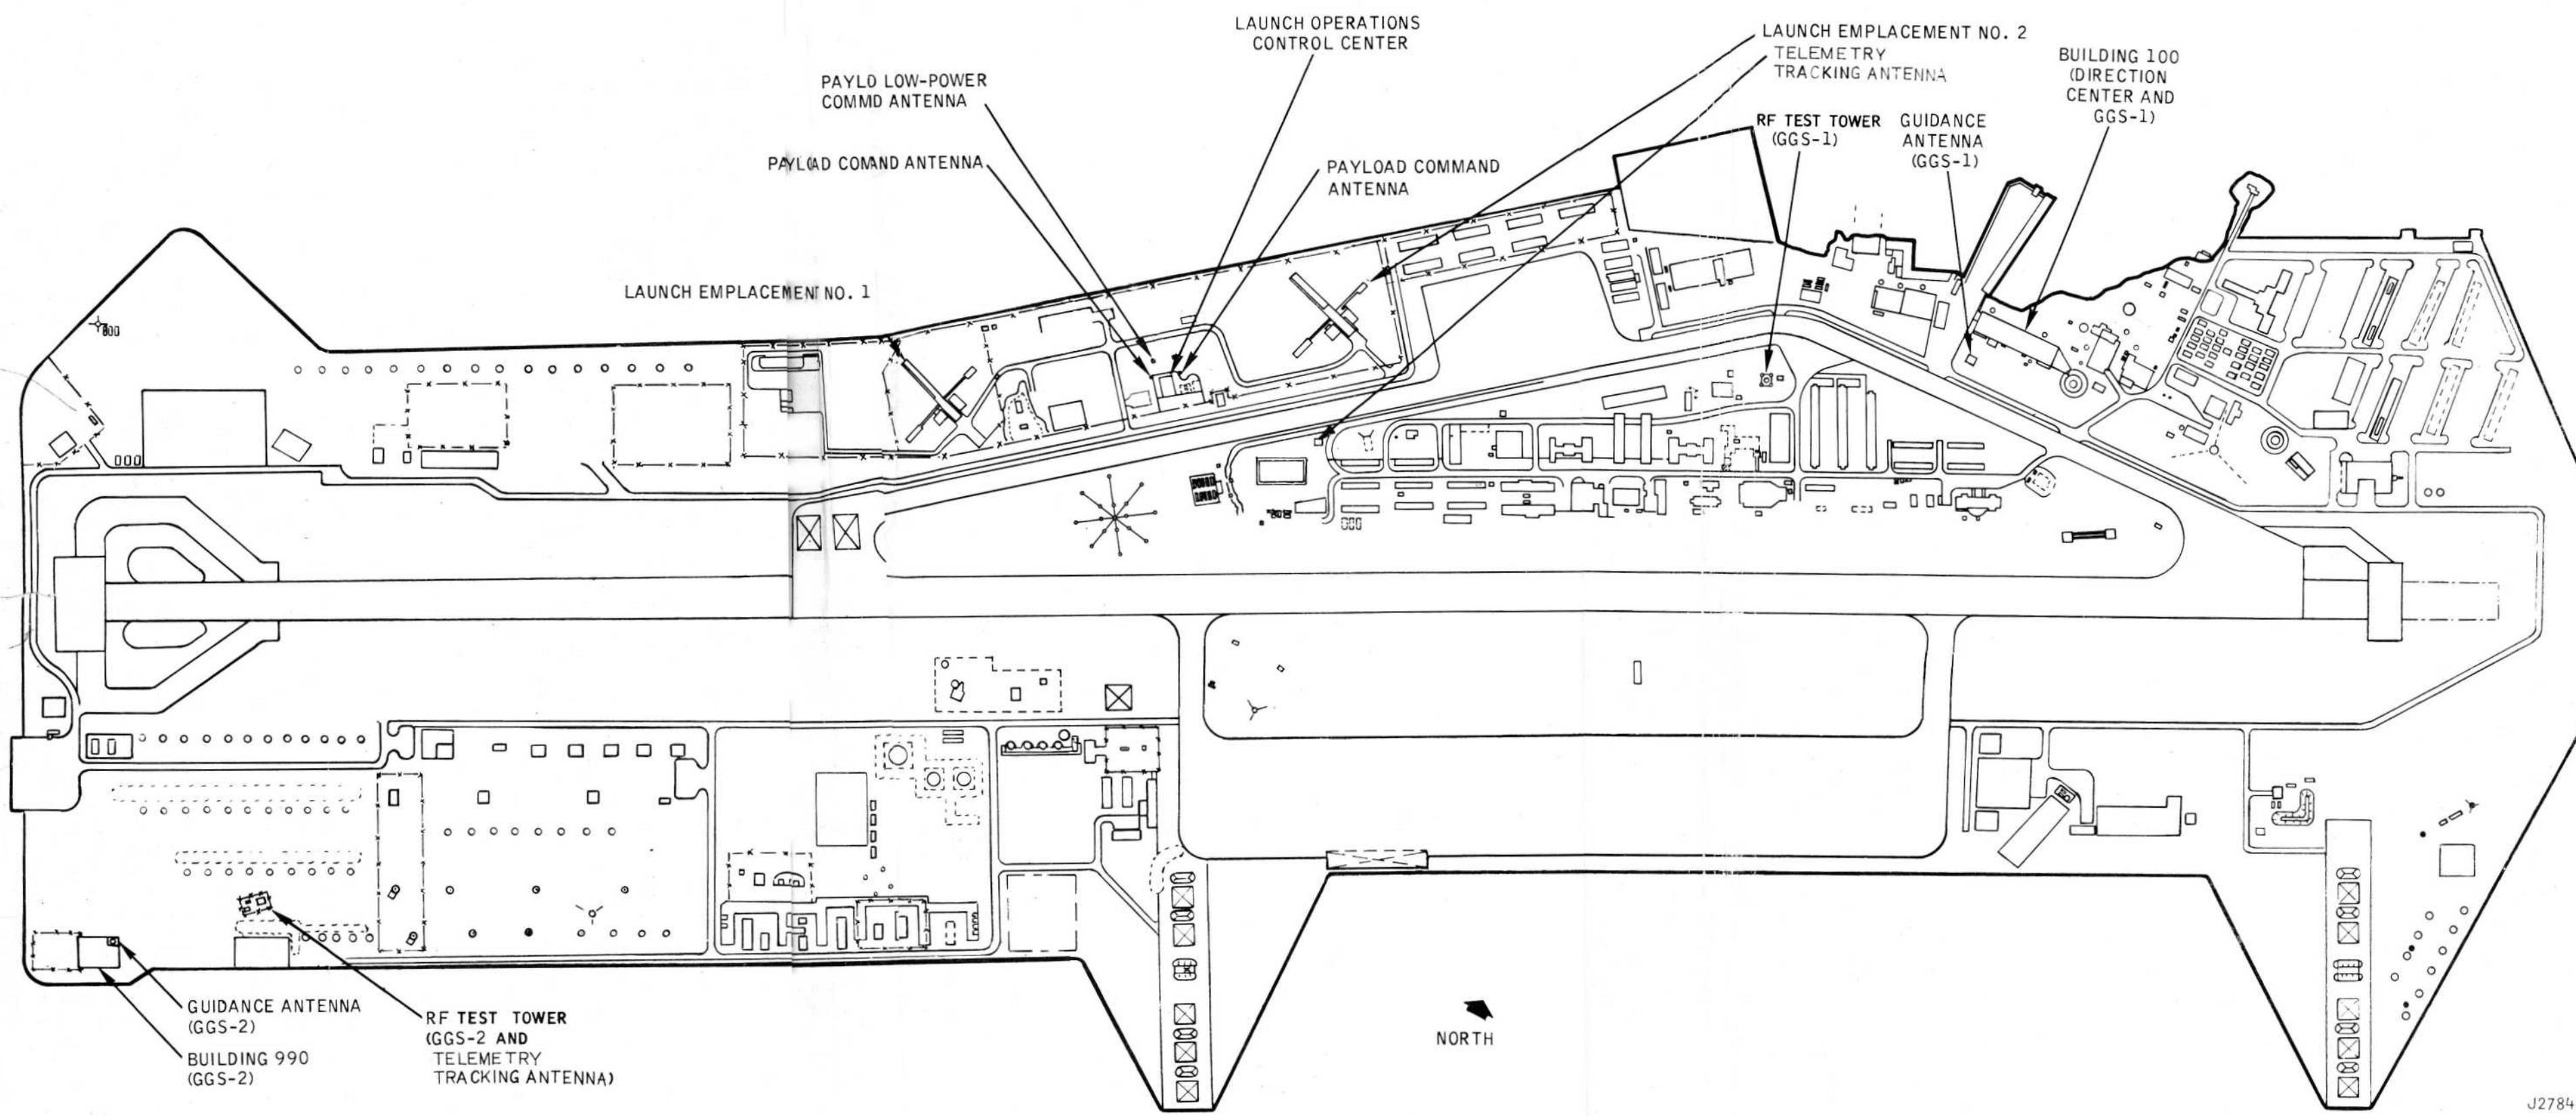 LAUNCH OPERATIONS
CONTROL CENTER
LAUNCH EMPLACEMENT NO. 2
TELEMETRY
TRACKING ANTENNA
BUILDING 100
(DIRECTION
CENTER AND
GGS-1)
PAYLD LOW-POWER
COMMD ANTENNA
RF TEST TOWER
(GGS-1)
GUIDANCE
ANTENNA
(GGS-1)
PAYLOAD COMAND ANTENNA
PAYLOAD COMMAND
ANTENNA
LAUNCH EMPLACEMENT NO. 1
GUIDANCE ANTENNA
(GGS-2)
BUILDING 990
(GGS-2)
RF TEST TOWER
(GGS-2 AND
TELEMETRY
TRACKING ANTENNA)
NORTH
J2784